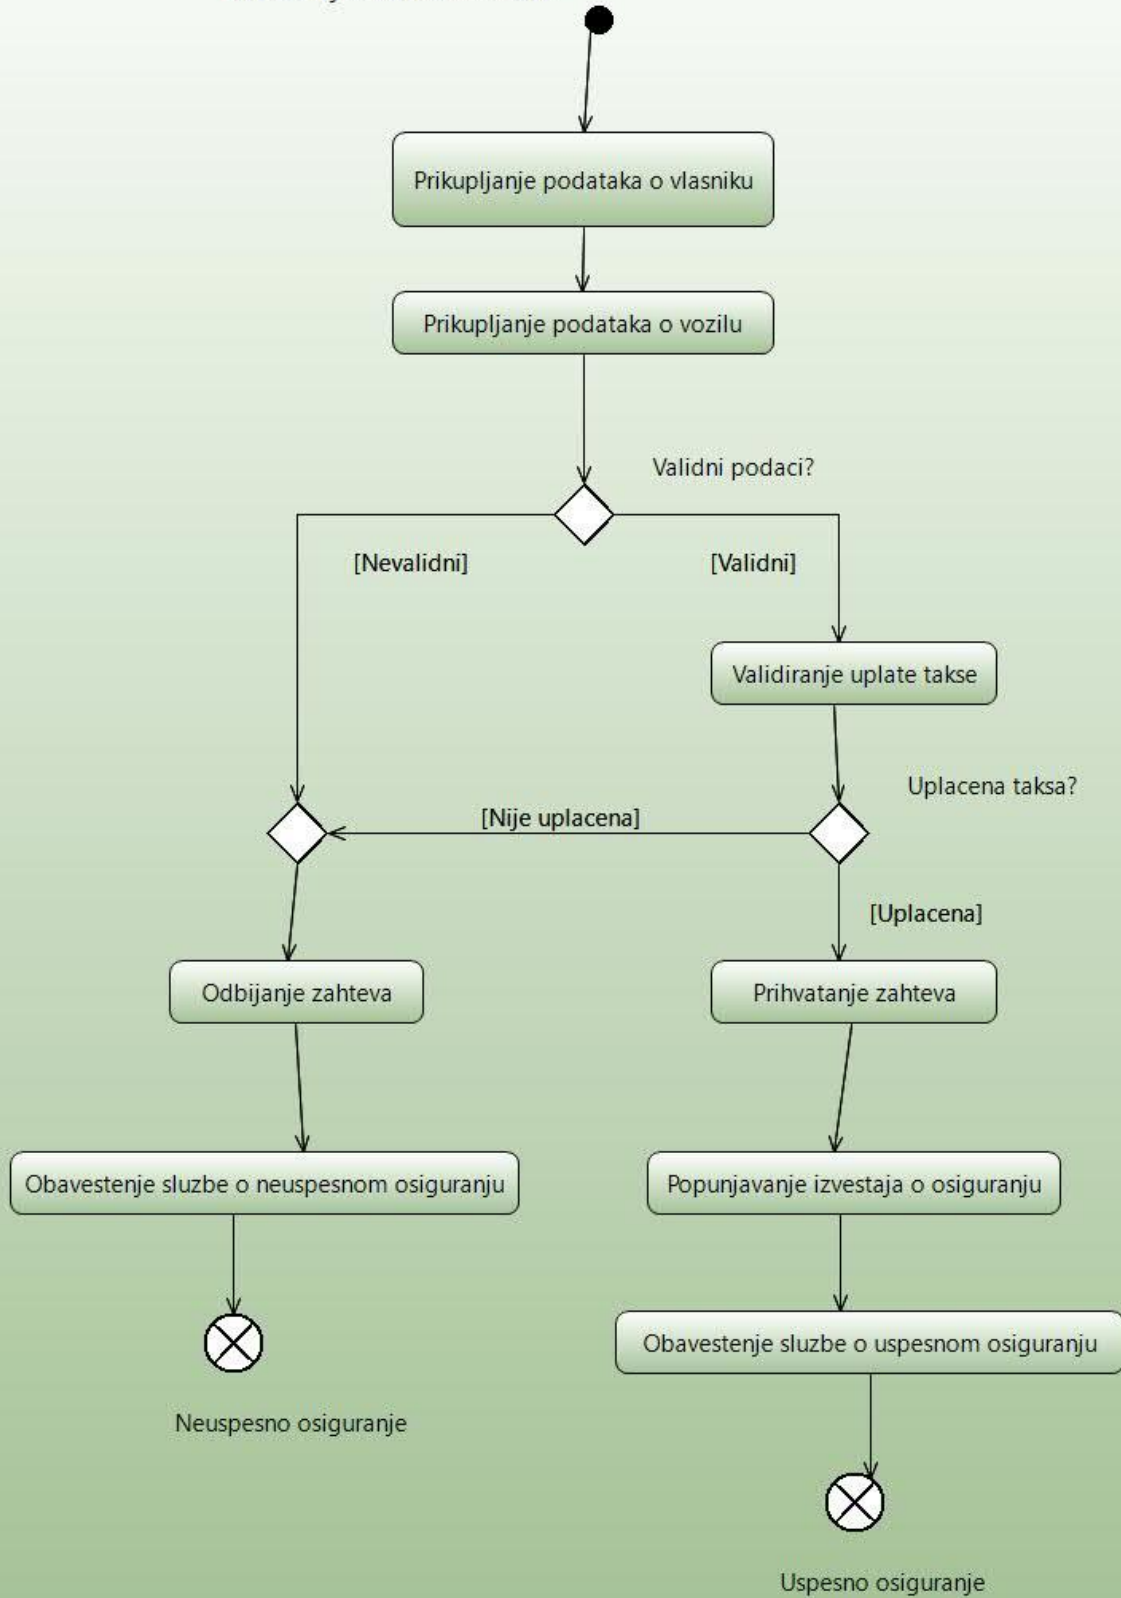 Prikupljanje podataka o vlasniku
Prikupljanje podataka o vozilu
Validni podaci?
[Nevalidni]
[Validni]
Validiranje uplate takse
Uplacena taksa?
[Nije uplacena]
[Uplacena]
Odbijanje zahteva
Prihvatanje zahteva
Obavestenje sluzbe o neuspesnom osiguranju
Popunjavanje izvestaja o osiguranju
Obavestenje sluzbe o uspesnom osiguranju
Neuspesno osiguranje
Uspesno osiguranje